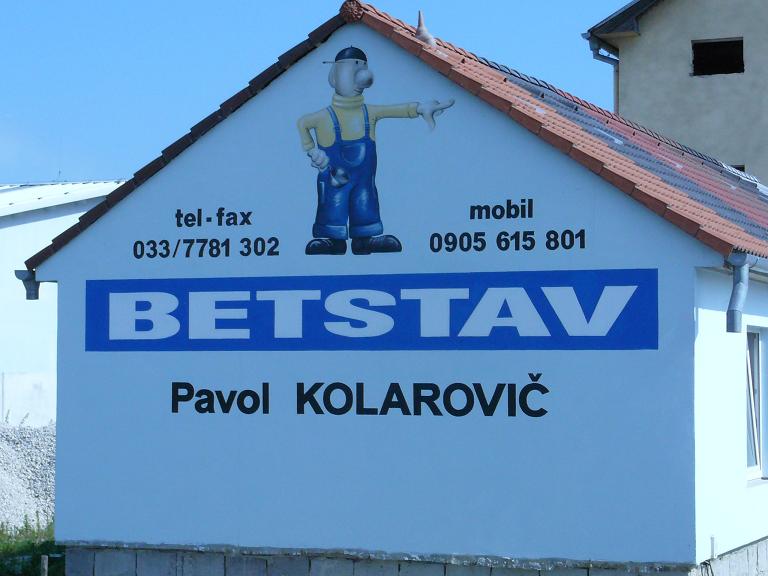 tel-fax
033/7781 302
mobil
0905 615 801
BETSTAV
Pavol KOLAROVIČ